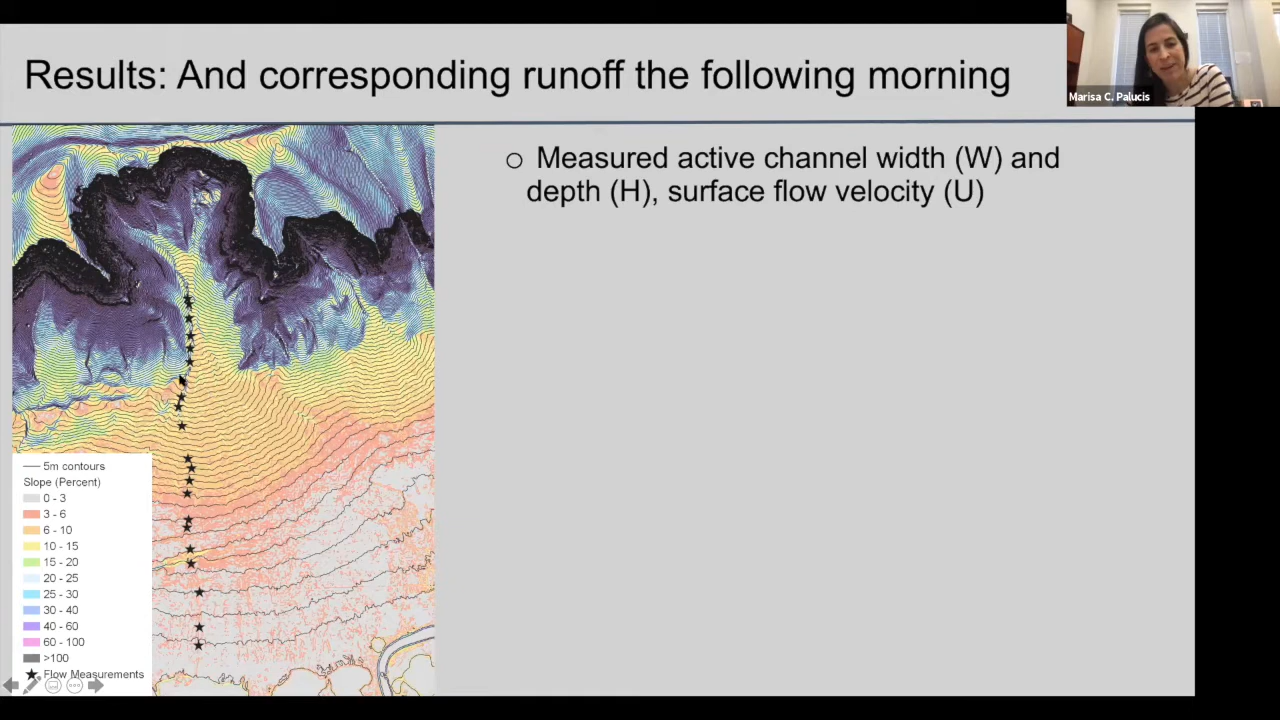 Results: And corresponding runoff the following morning
Marisa C. Palucis
○ Measured active channel width (W) and
depth (H), surface flow velocity (U)
5m contours
Slope (Percent)
0 - 3
3 - 6
6 - 10
10 - 15
15 - 20
20 - 25
25 - 30
30 - 40
40 - 60
60 - 100
>100
Flow Measurements